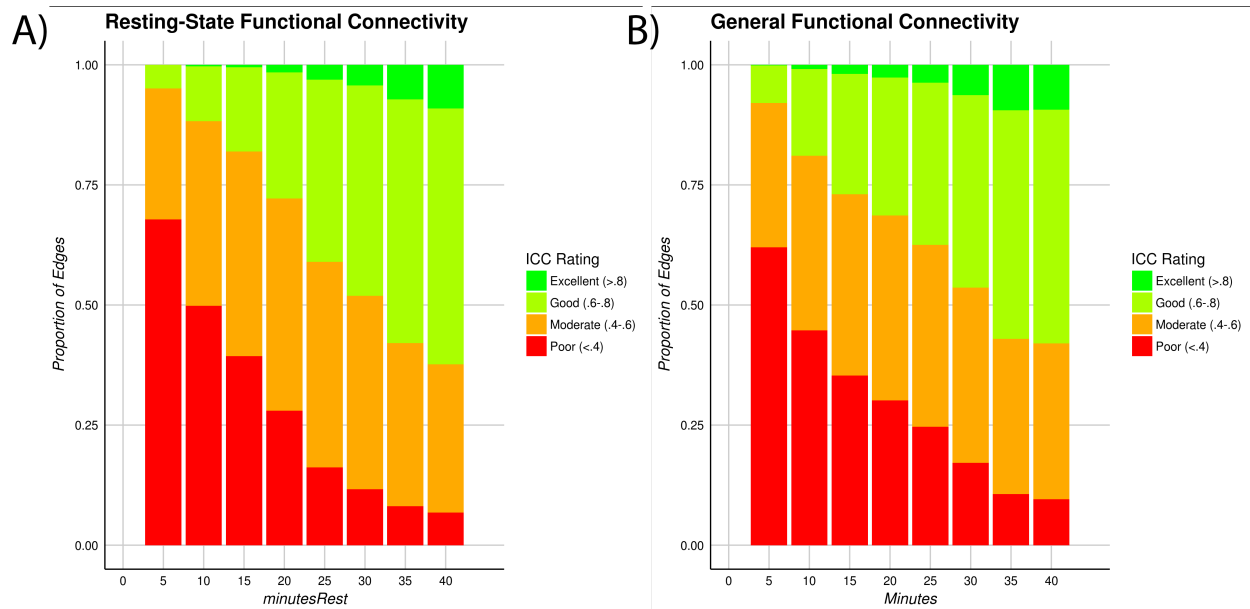 A)
Resting-State Functional Connectivity
1.00
0.75
0.50
0.25
0.00
Proportion of Edges
0 5 10 15 20 25 30 35 40
minutesRest
ICC Rating
Excellent (>.8)
Good (.6-.8)
Moderate (.4-.6)
Poor (<.4)
B)
General Functional Connectivity
1.00
0.75
0.50
0.25
0.00
Proportion of Edges
0 5 10 15 20 25 30 35 40
Minutes
ICC Rating
Excellent (>.8)
Good (.6-.8)
Moderate (.4-.6)
Poor (<.4)